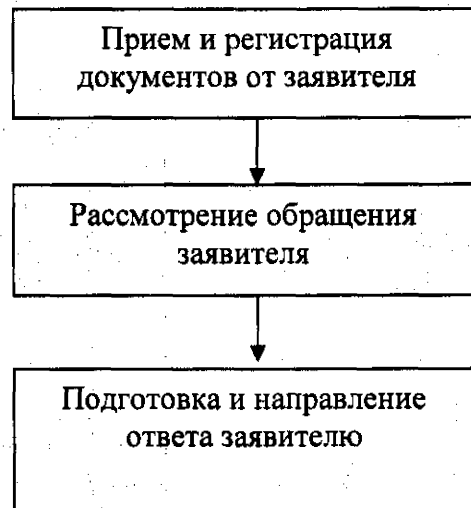 Прием и регистрация
документов от заявителя
Рассмотрение обращения
заявителя
Подготовка и направление
ответа заявителю